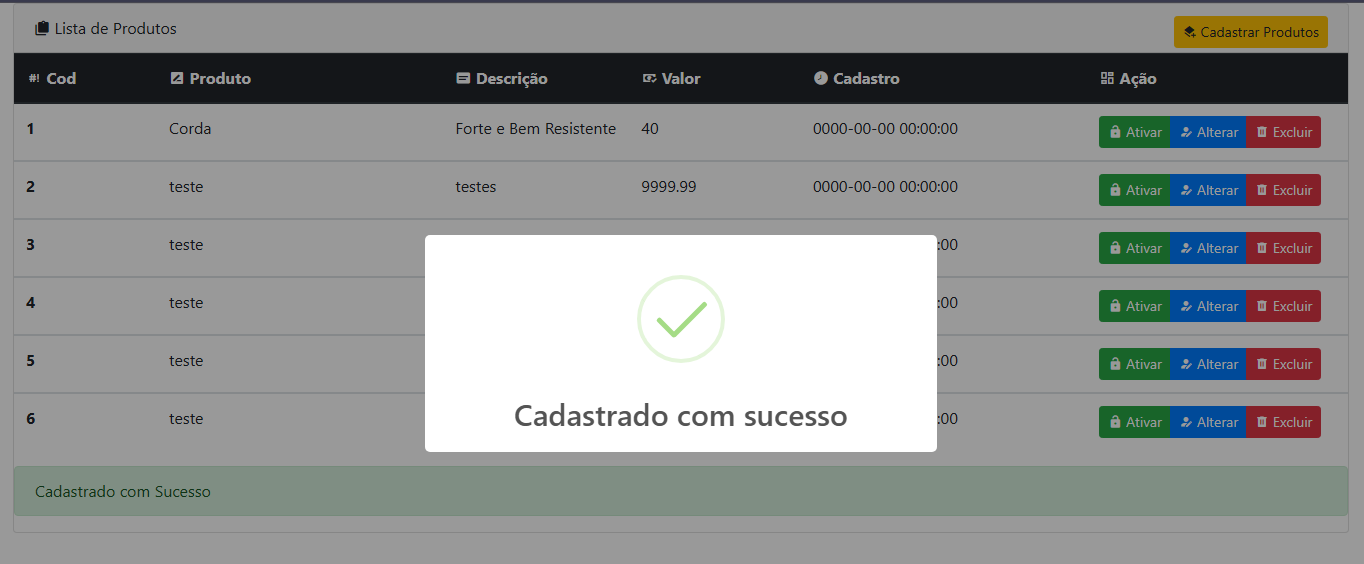 Lista de Produtos
Cadastrar Produtos
#! Cod Produto Descrição Valor Cadastro Ação
1 Corda Forte e Bem Resistente 40 0000-00-00 00:00:00 Ativar Alterar Excluir
2 teste testes 9999.99 0000-00-00 00:00:00 Ativar Alterar Excluir
3 teste :00 Ativar Alterar Excluir
4 teste :00 Ativar Alterar Excluir
5 teste :00 Ativar Alterar Excluir
6 teste :00 Ativar Alterar Excluir
Cadastrado com sucesso
Cadastrado com Sucesso